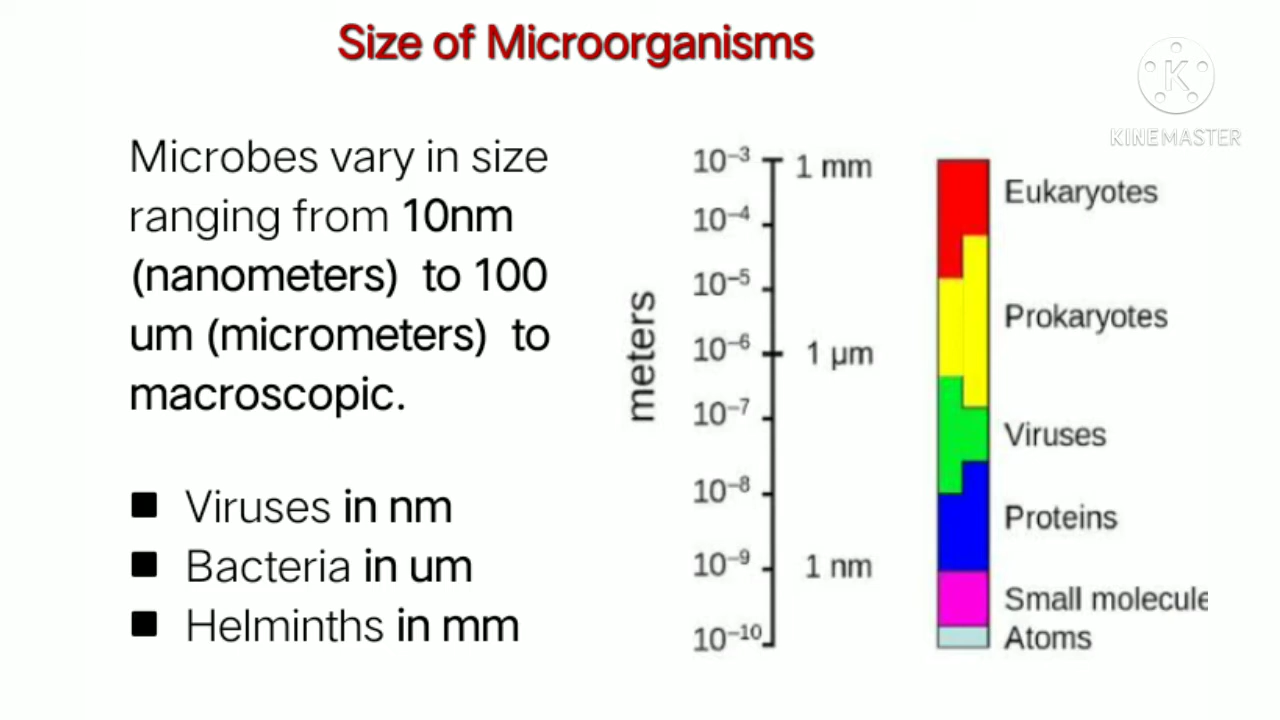 Size of Microorganisms
KINEMASTER
Microbes vary in size
ranging from 10nm
(nanometers) to 100
um (micrometers) to
macroscopic.
■ Viruses in nm
■ Bacteria in um
■ Helminths in mm
meters
10⁻³ 1 mm
10⁻⁴
10⁻⁵
10⁻⁶ 1 µm
10⁻⁷
10⁻⁸
10⁻⁹ 1 nm
10⁻¹⁰
Eukaryotes
Prokaryotes
Viruses
Proteins
Small molecule
Atoms